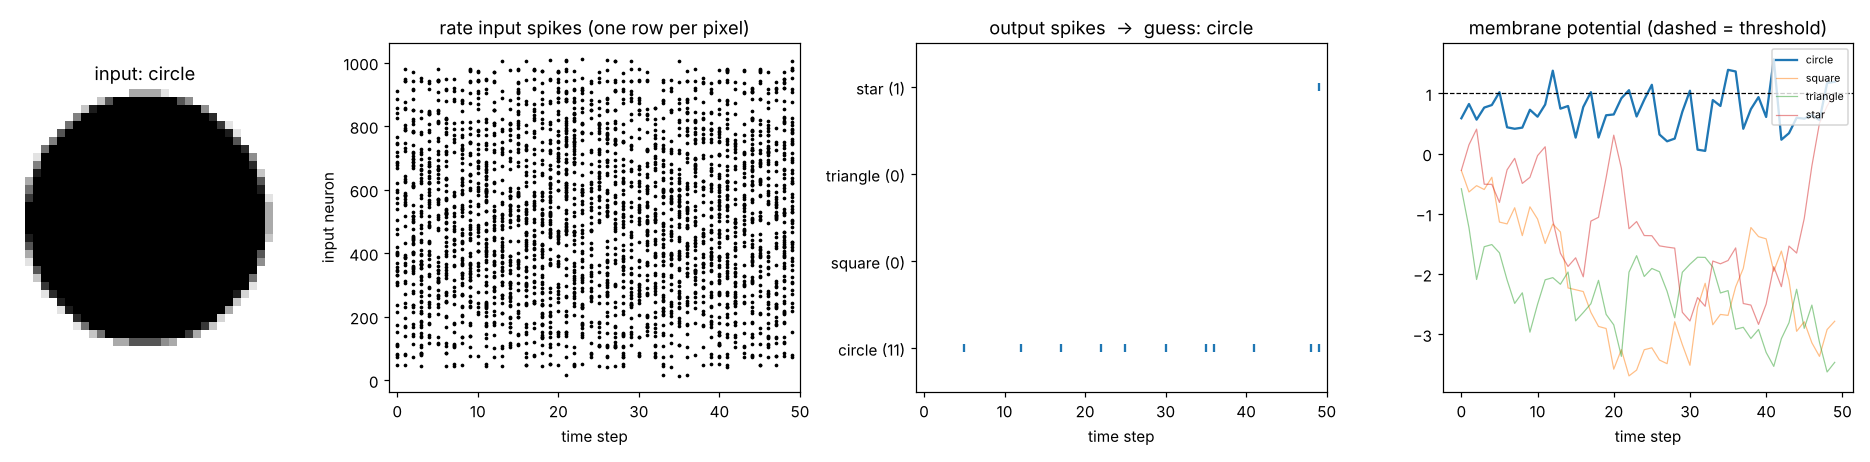 input: circle
rate input spikes (one row per pixel)
input neuron
1000
800
600
400
200
0
0 10 20 30 40 50
time step
output spikes → guess: circle
star (1)
triangle (0)
square (0)
circle (11)
0 10 20 30 40 50
time step
membrane potential (dashed = threshold)
circle
square
triangle
star
1
0
−1
−2
−3
0 10 20 30 40 50
time step